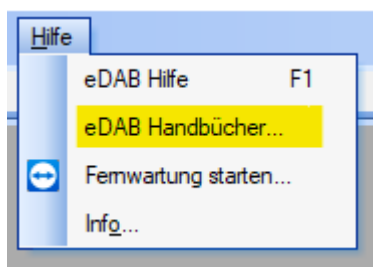 Hilfe
eDAB Hilfe F1
eDAB Handbücher...
Fernwartung starten...
Info...